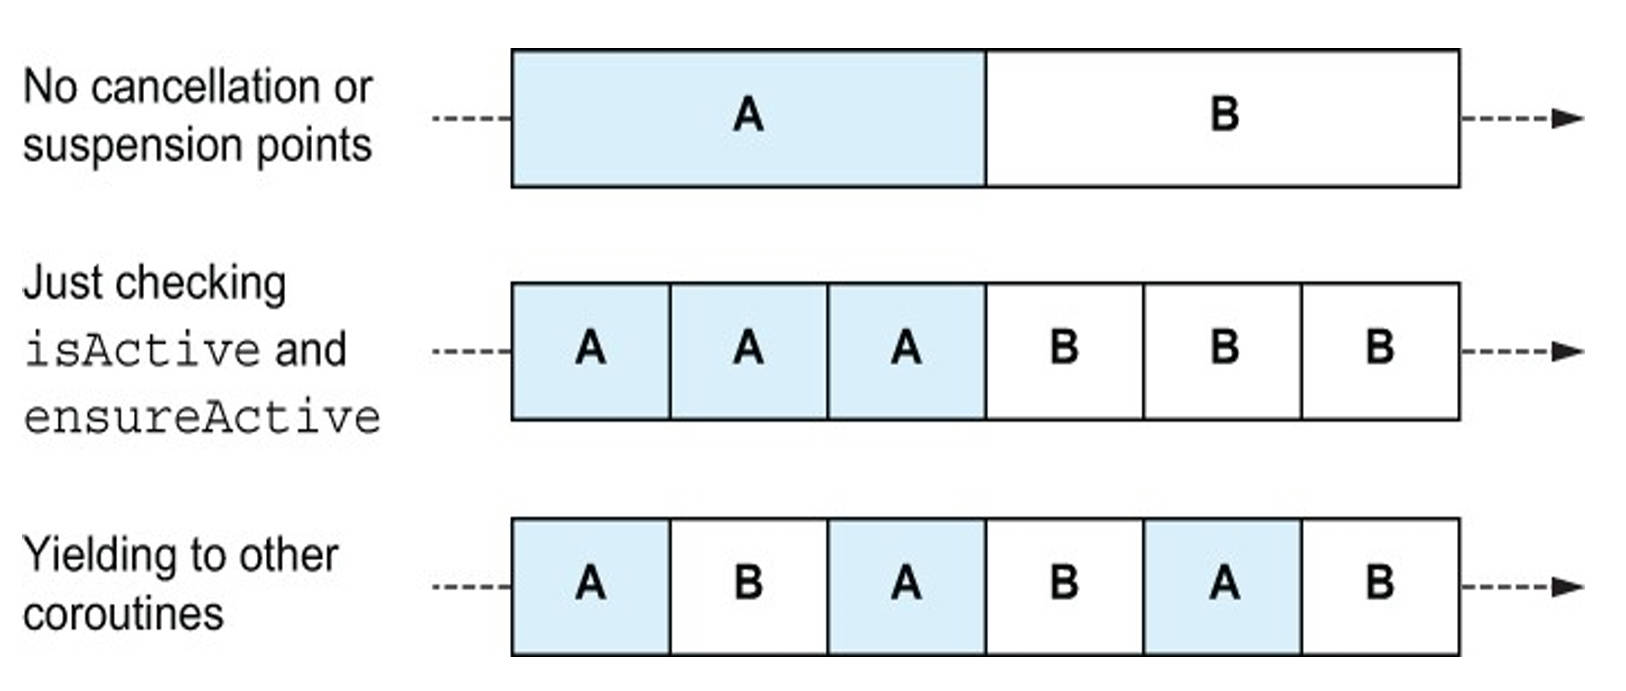 No cancellation or
suspension points
A B
Just checking
isActive and
ensureActive
A A A B B B
Yielding to other
coroutines
A B A B A B